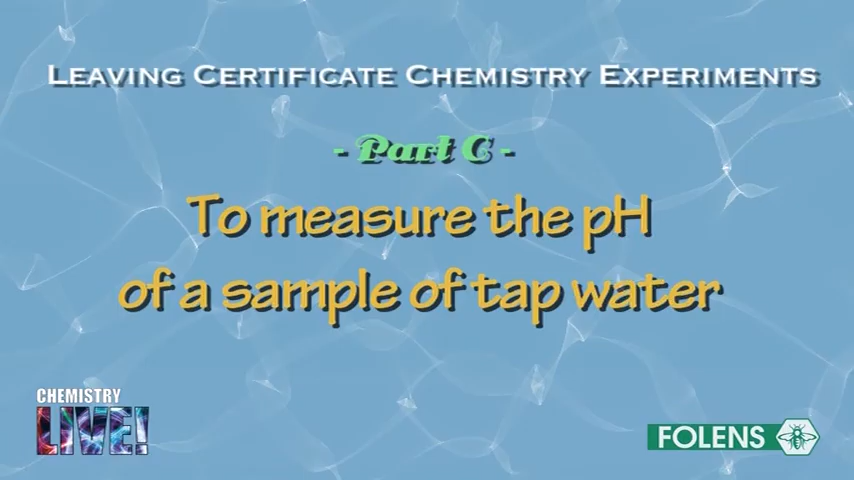 Leaving Certificate Chemistry Experiments
- Part C -
To measure the pH
of a sample of tap water
CHEMISTRY
LIVE!
FOLENS